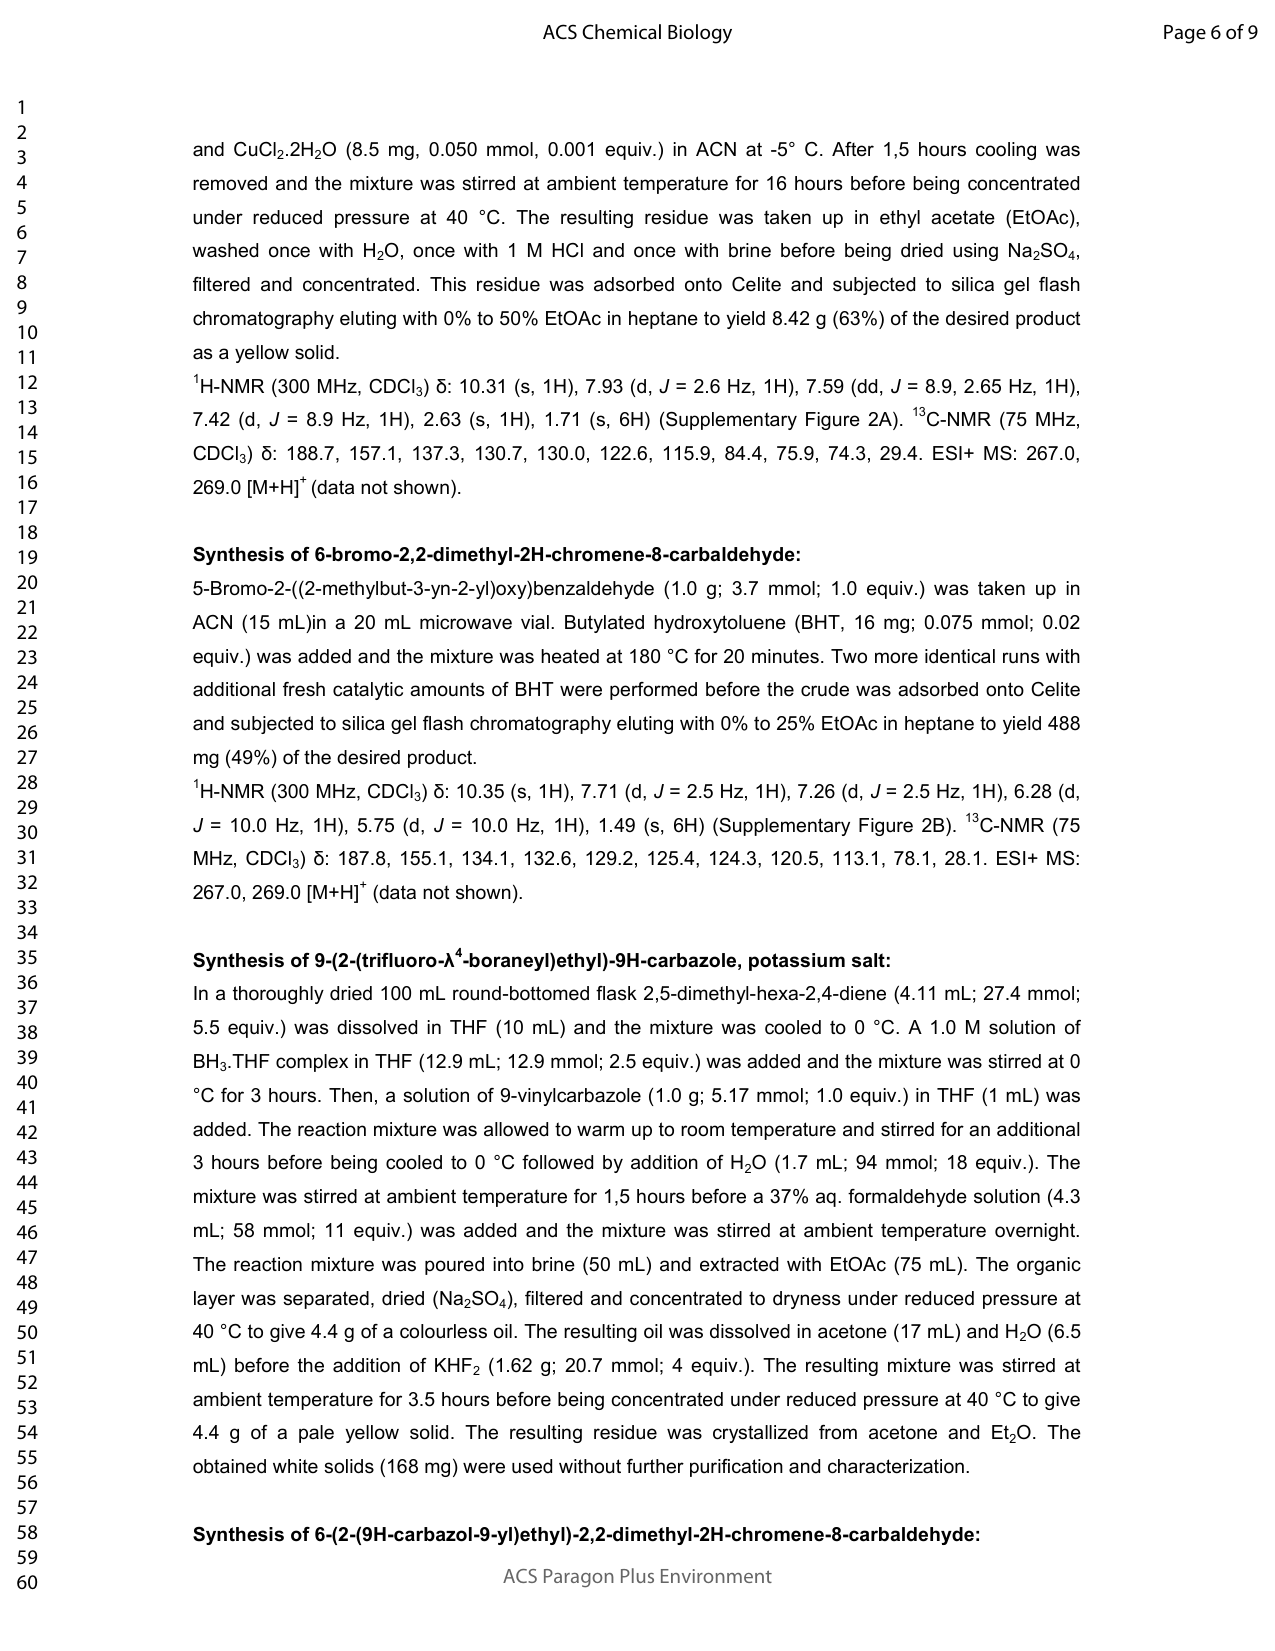 ACS Chemical Biology
Page 6 of 9
1
2
3
4
5
6
7
8
9
10
11
12
13
14
15
16
17
18
19
20
21
22
23
24
25
26
27
28
29
30
31
32
33
34
35
36
37
38
39
40
41
42
43
44
45
46
47
48
49
50
51
52
53
54
55
56
57
58
59
60
and CuCl₂.2H₂O (8.5 mg, 0.050 mmol, 0.001 equiv.) in ACN at -5° C. After 1,5 hours cooling was
removed and the mixture was stirred at ambient temperature for 16 hours before being concentrated
under reduced pressure at 40 °C. The resulting residue was taken up in ethyl acetate (EtOAc),
washed once with H₂O, once with 1 M HCl and once with brine before being dried using Na₂SO₄,
filtered and concentrated. This residue was adsorbed onto Celite and subjected to silica gel flash
chromatography eluting with 0% to 50% EtOAc in heptane to yield 8.42 g (63%) of the desired product
as a yellow solid.
¹H-NMR (300 MHz, CDCl₃) δ: 10.31 (s, 1H), 7.93 (d, J = 2.6 Hz, 1H), 7.59 (dd, J = 8.9, 2.65 Hz, 1H),
7.42 (d, J = 8.9 Hz, 1H), 2.63 (s, 1H), 1.71 (s, 6H) (Supplementary Figure 2A). ¹³C-NMR (75 MHz,
CDCl₃) δ: 188.7, 157.1, 137.3, 130.7, 130.0, 122.6, 115.9, 84.4, 75.9, 74.3, 29.4. ESI+ MS: 267.0,
269.0 [M+H]⁺ (data not shown).
Synthesis of 6-bromo-2,2-dimethyl-2H-chromene-8-carbaldehyde:
5-Bromo-2-((2-methylbut-3-yn-2-yl)oxy)benzaldehyde (1.0 g; 3.7 mmol; 1.0 equiv.) was taken up in
ACN (15 mL)in a 20 mL microwave vial. Butylated hydroxytoluene (BHT, 16 mg; 0.075 mmol; 0.02
equiv.) was added and the mixture was heated at 180 °C for 20 minutes. Two more identical runs with
additional fresh catalytic amounts of BHT were performed before the crude was adsorbed onto Celite
and subjected to silica gel flash chromatography eluting with 0% to 25% EtOAc in heptane to yield 488
mg (49%) of the desired product.
¹H-NMR (300 MHz, CDCl₃) δ: 10.35 (s, 1H), 7.71 (d, J = 2.5 Hz, 1H), 7.26 (d, J = 2.5 Hz, 1H), 6.28 (d,
J = 10.0 Hz, 1H), 5.75 (d, J = 10.0 Hz, 1H), 1.49 (s, 6H) (Supplementary Figure 2B). ¹³C-NMR (75
MHz, CDCl₃) δ: 187.8, 155.1, 134.1, 132.6, 129.2, 125.4, 124.3, 120.5, 113.1, 78.1, 28.1. ESI+ MS:
267.0, 269.0 [M+H]⁺ (data not shown).
Synthesis of 9-(2-(trifluoro-λ⁴-boraneyl)ethyl)-9H-carbazole, potassium salt:
In a thoroughly dried 100 mL round-bottomed flask 2,5-dimethyl-hexa-2,4-diene (4.11 mL; 27.4 mmol;
5.5 equiv.) was dissolved in THF (10 mL) and the mixture was cooled to 0 °C. A 1.0 M solution of
BH₃.THF complex in THF (12.9 mL; 12.9 mmol; 2.5 equiv.) was added and the mixture was stirred at 0
°C for 3 hours. Then, a solution of 9-vinylcarbazole (1.0 g; 5.17 mmol; 1.0 equiv.) in THF (1 mL) was
added. The reaction mixture was allowed to warm up to room temperature and stirred for an additional
3 hours before being cooled to 0 °C followed by addition of H₂O (1.7 mL; 94 mmol; 18 equiv.). The
mixture was stirred at ambient temperature for 1,5 hours before a 37% aq. formaldehyde solution (4.3
mL; 58 mmol; 11 equiv.) was added and the mixture was stirred at ambient temperature overnight.
The reaction mixture was poured into brine (50 mL) and extracted with EtOAc (75 mL). The organic
layer was separated, dried (Na₂SO₄), filtered and concentrated to dryness under reduced pressure at
40 °C to give 4.4 g of a colourless oil. The resulting oil was dissolved in acetone (17 mL) and H₂O (6.5
mL) before the addition of KHF₂ (1.62 g; 20.7 mmol; 4 equiv.). The resulting mixture was stirred at
ambient temperature for 3.5 hours before being concentrated under reduced pressure at 40 °C to give
4.4 g of a pale yellow solid. The resulting residue was crystallized from acetone and Et₂O. The
obtained white solids (168 mg) were used without further purification and characterization.
Synthesis of 6-(2-(9H-carbazol-9-yl)ethyl)-2,2-dimethyl-2H-chromene-8-carbaldehyde:
ACS Paragon Plus Environment